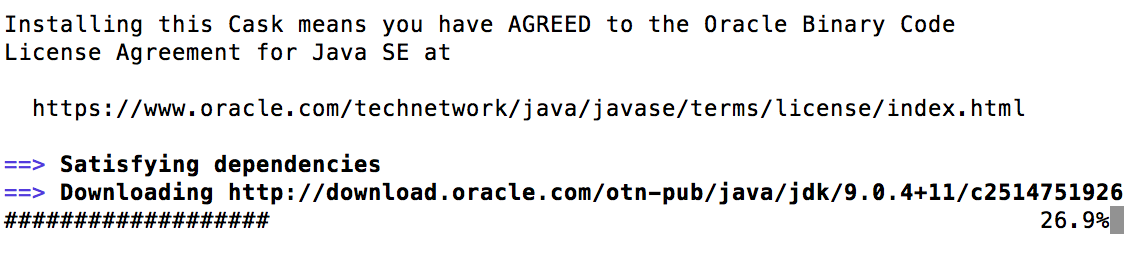 Installing this Cask means you have AGREED to the Oracle Binary Code
License Agreement for Java SE at
https://www.oracle.com/technetwork/java/javase/terms/license/index.html
==> Satisfying dependencies
==> Downloading http://download.oracle.com/otn-pub/java/jdk/9.0.4+11/c2514751926
################### 26.9%